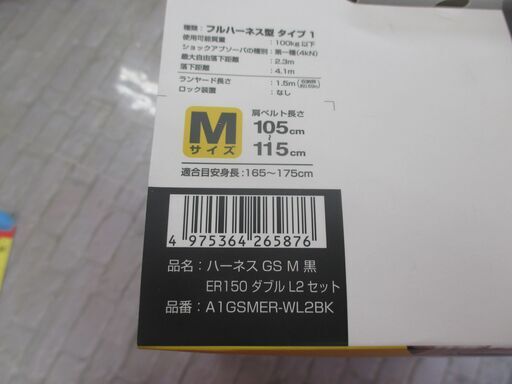 種類：フルハーネス型 タイプ1
使用可能質量：100kg以下
ショックアブソーバの種別：第一種(4kN)
最大自由落下距離：2.3m
落下距離：4.1m
ランヤード長さ：1.5m
ロック装置：なし
M
サイズ
肩ベルト長さ
105cm
～
115cm
適合目安身長：165～175cm
4 975364 265876
品名：ハーネス GS M 黒
ER150 ダブル L2 セット
品番：A1GSMER-WL2BK